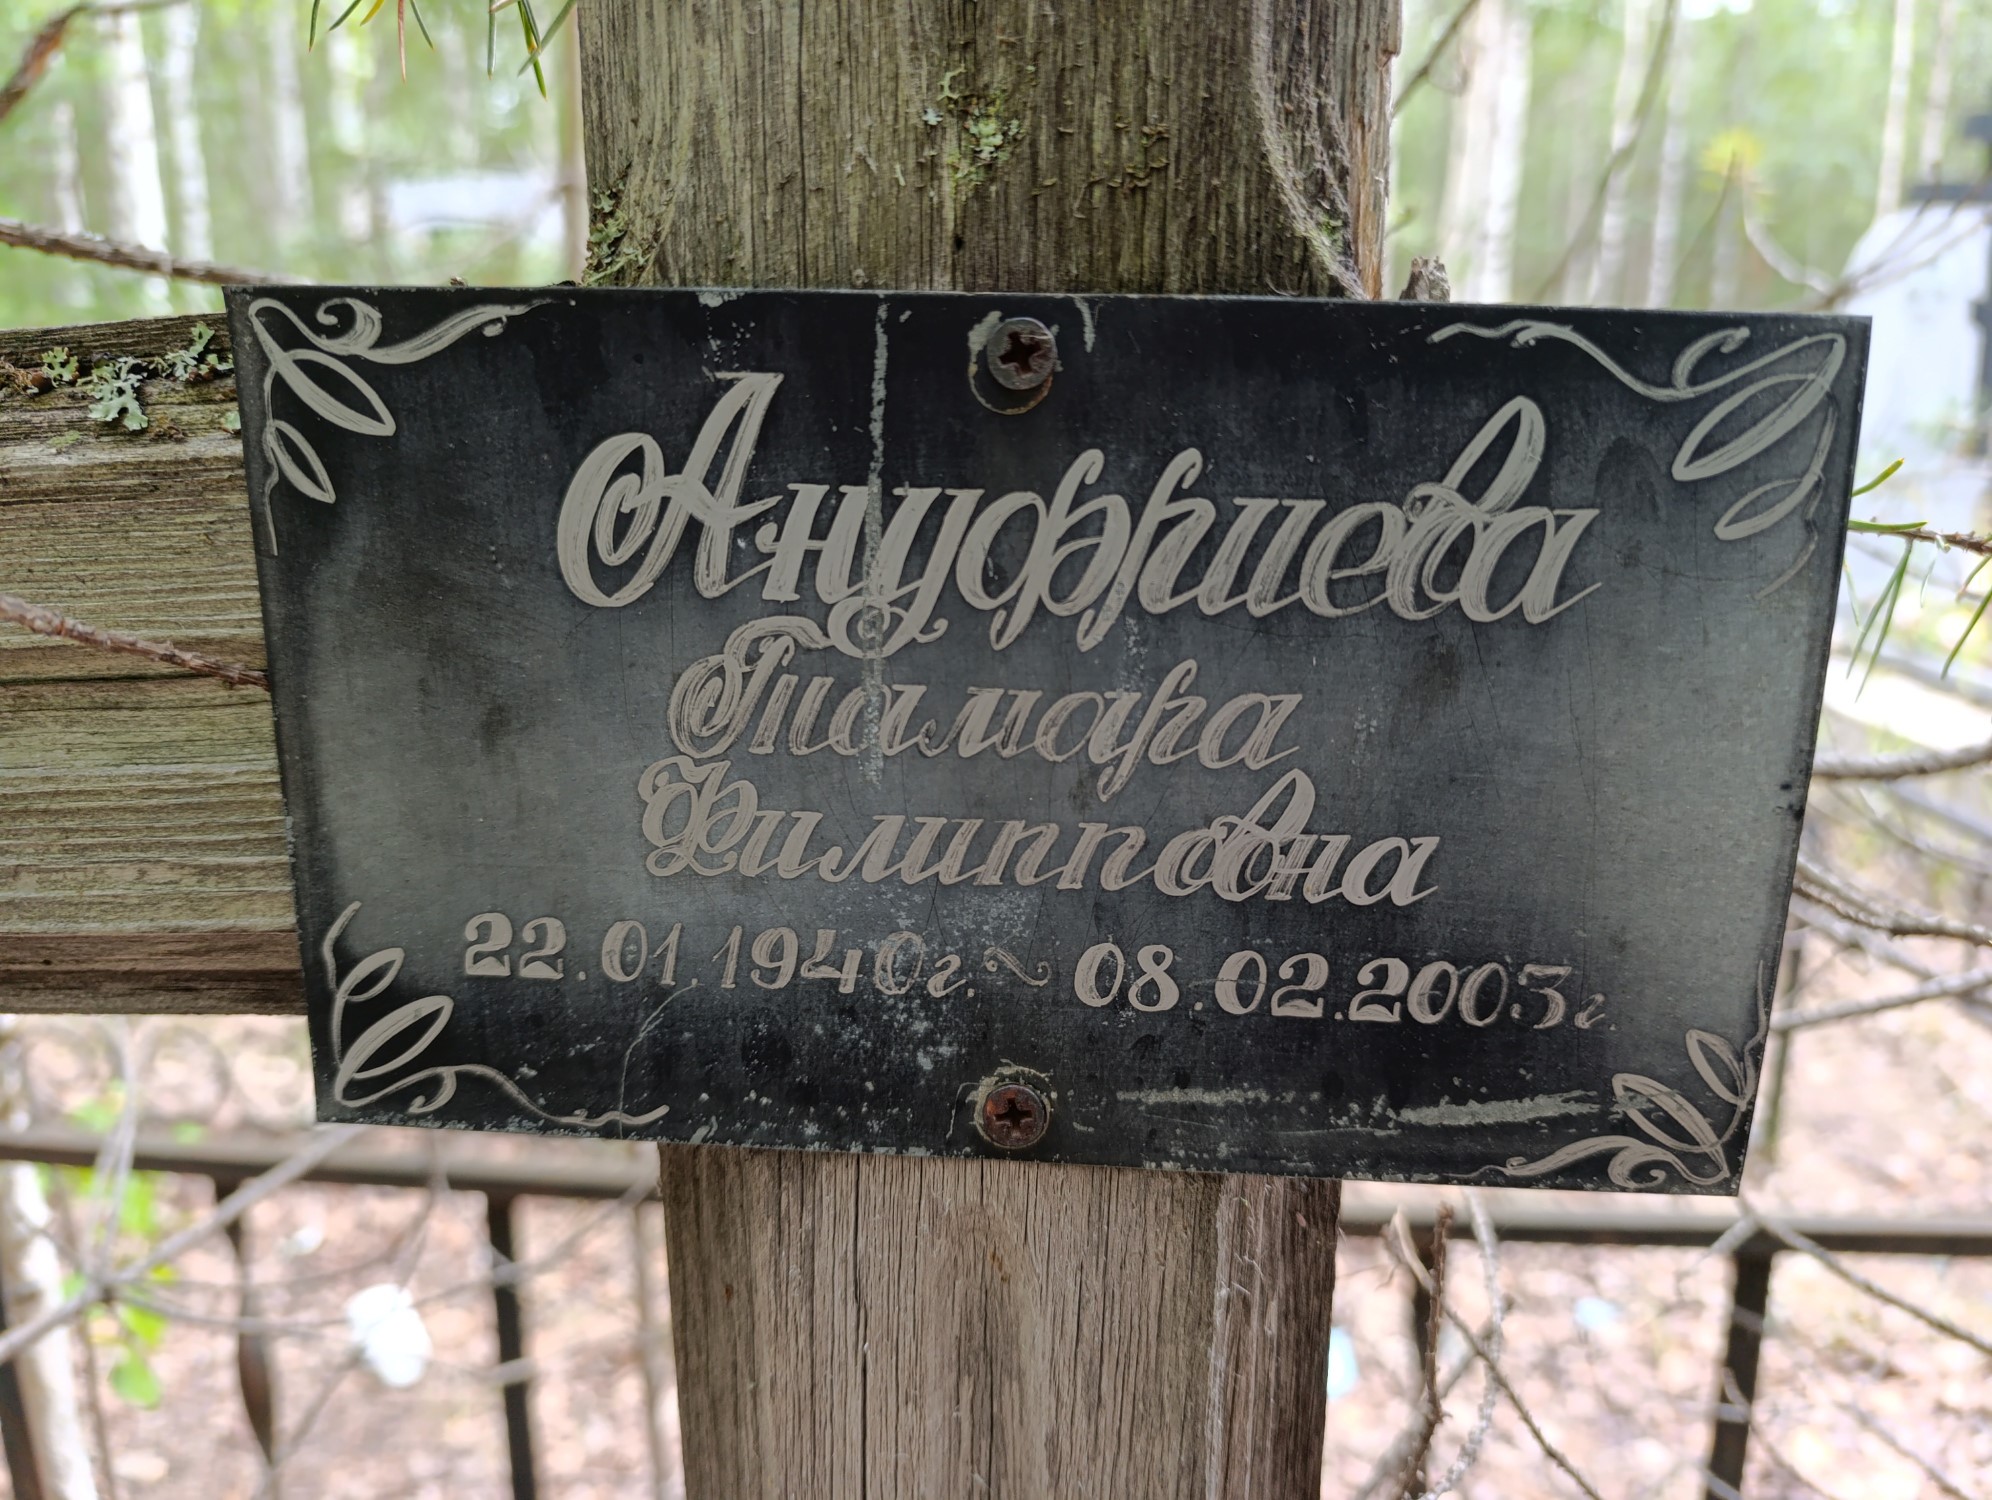 Ануфриева
Тамара
Филипповна
22.01.1940г. ~ 08.02.2003г.